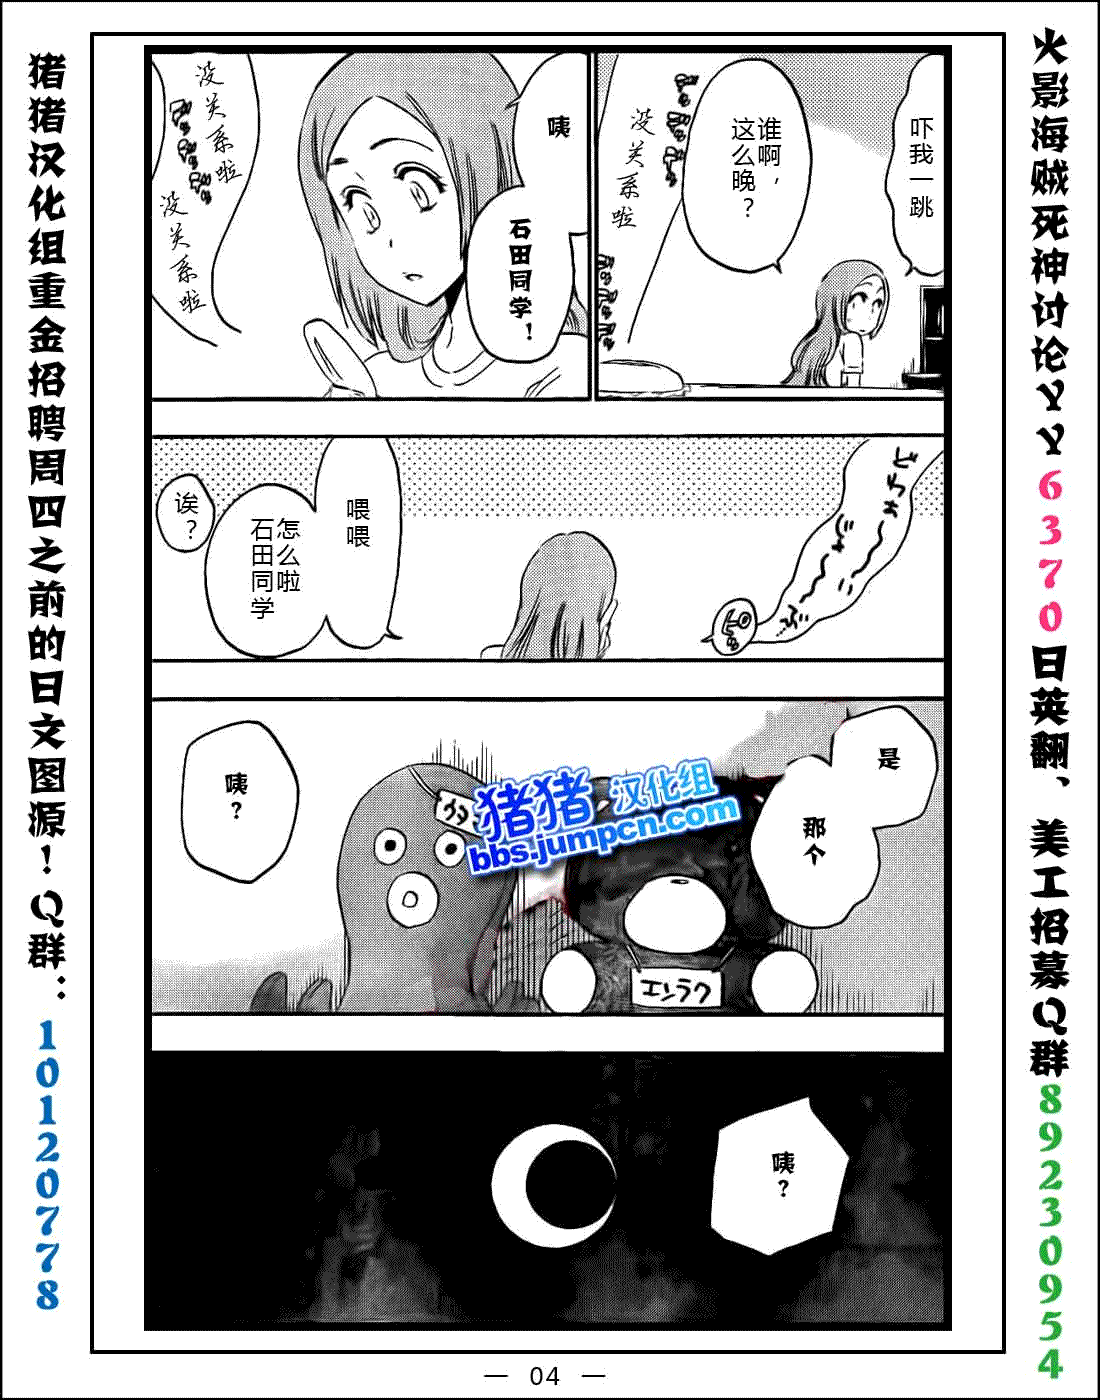 火影海贼死神讨论YY6370日英翻、美工招募Q群892309954
吓我一跳
谁啊，
这么晚？
没关系啦
咦
石田同学！
没关系啦
没关系啦
喂喂
怎么啦
石田同学
诶？
是
那个
咦？
エンラク
猪猪汉化组
bbs.jumpcn.com
咦？
猪猪汉化组重金招聘周四之前的日文图源！Q群：101207778
— 04 —